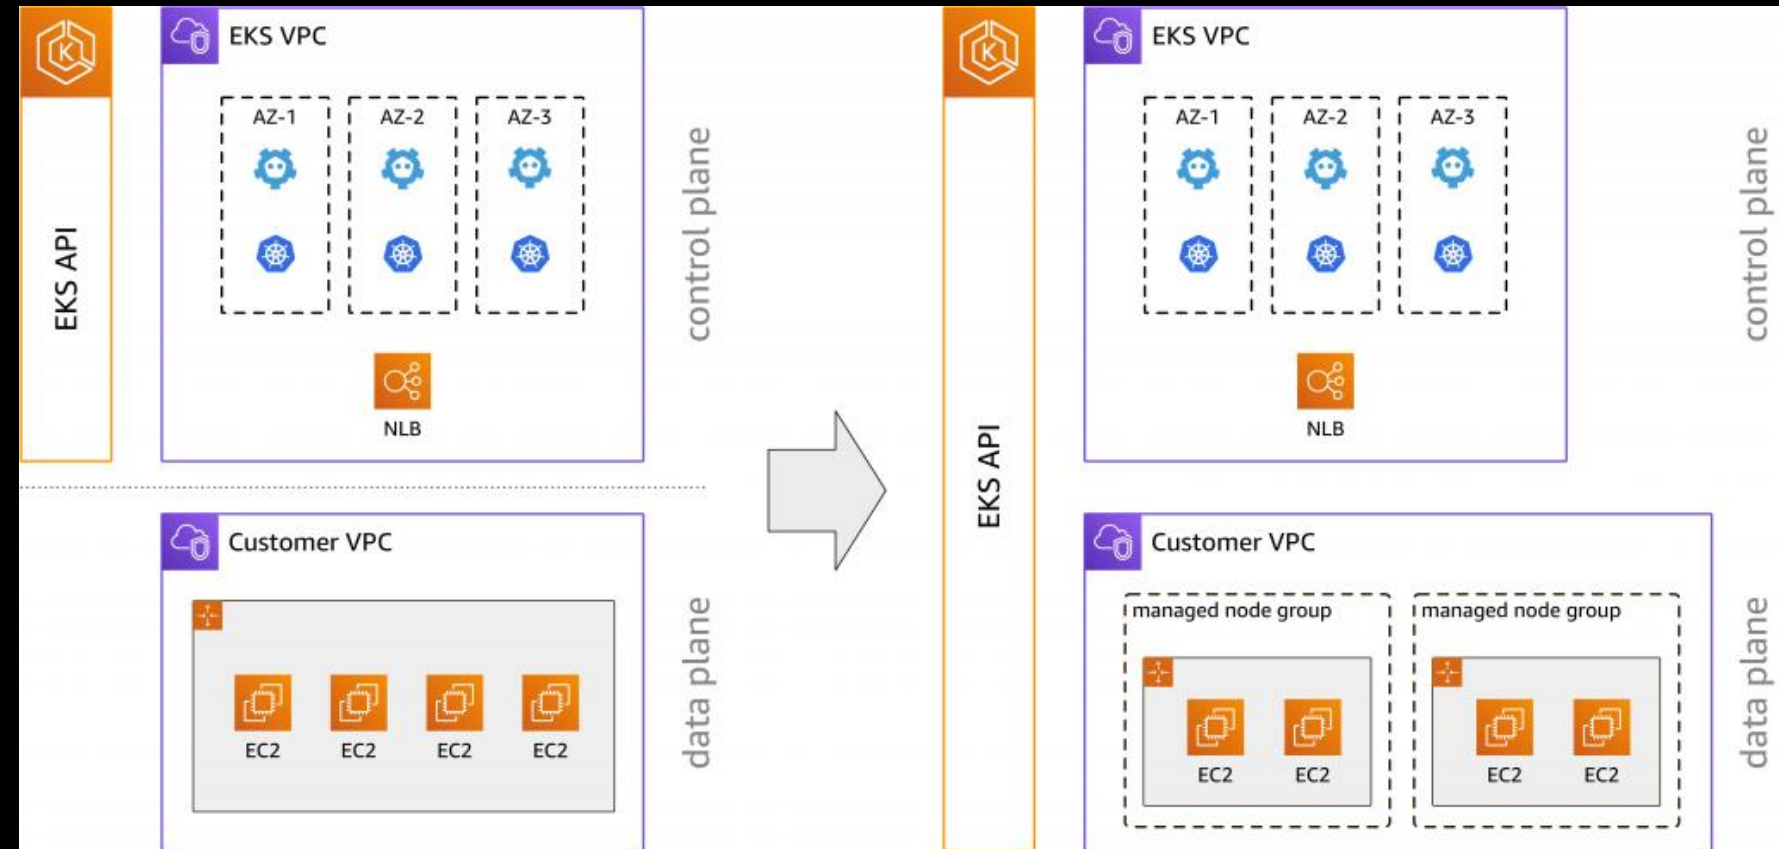 EKS VPC
AZ-1
AZ-2
AZ-3
NLB
EKS API
control plane
Customer VPC
EC2
EC2
EC2
EC2
data plane
EKS VPC
AZ-1
AZ-2
AZ-3
NLB
EKS API
control plane
Customer VPC
managed node group
EC2
EC2
managed node group
EC2
EC2
data plane